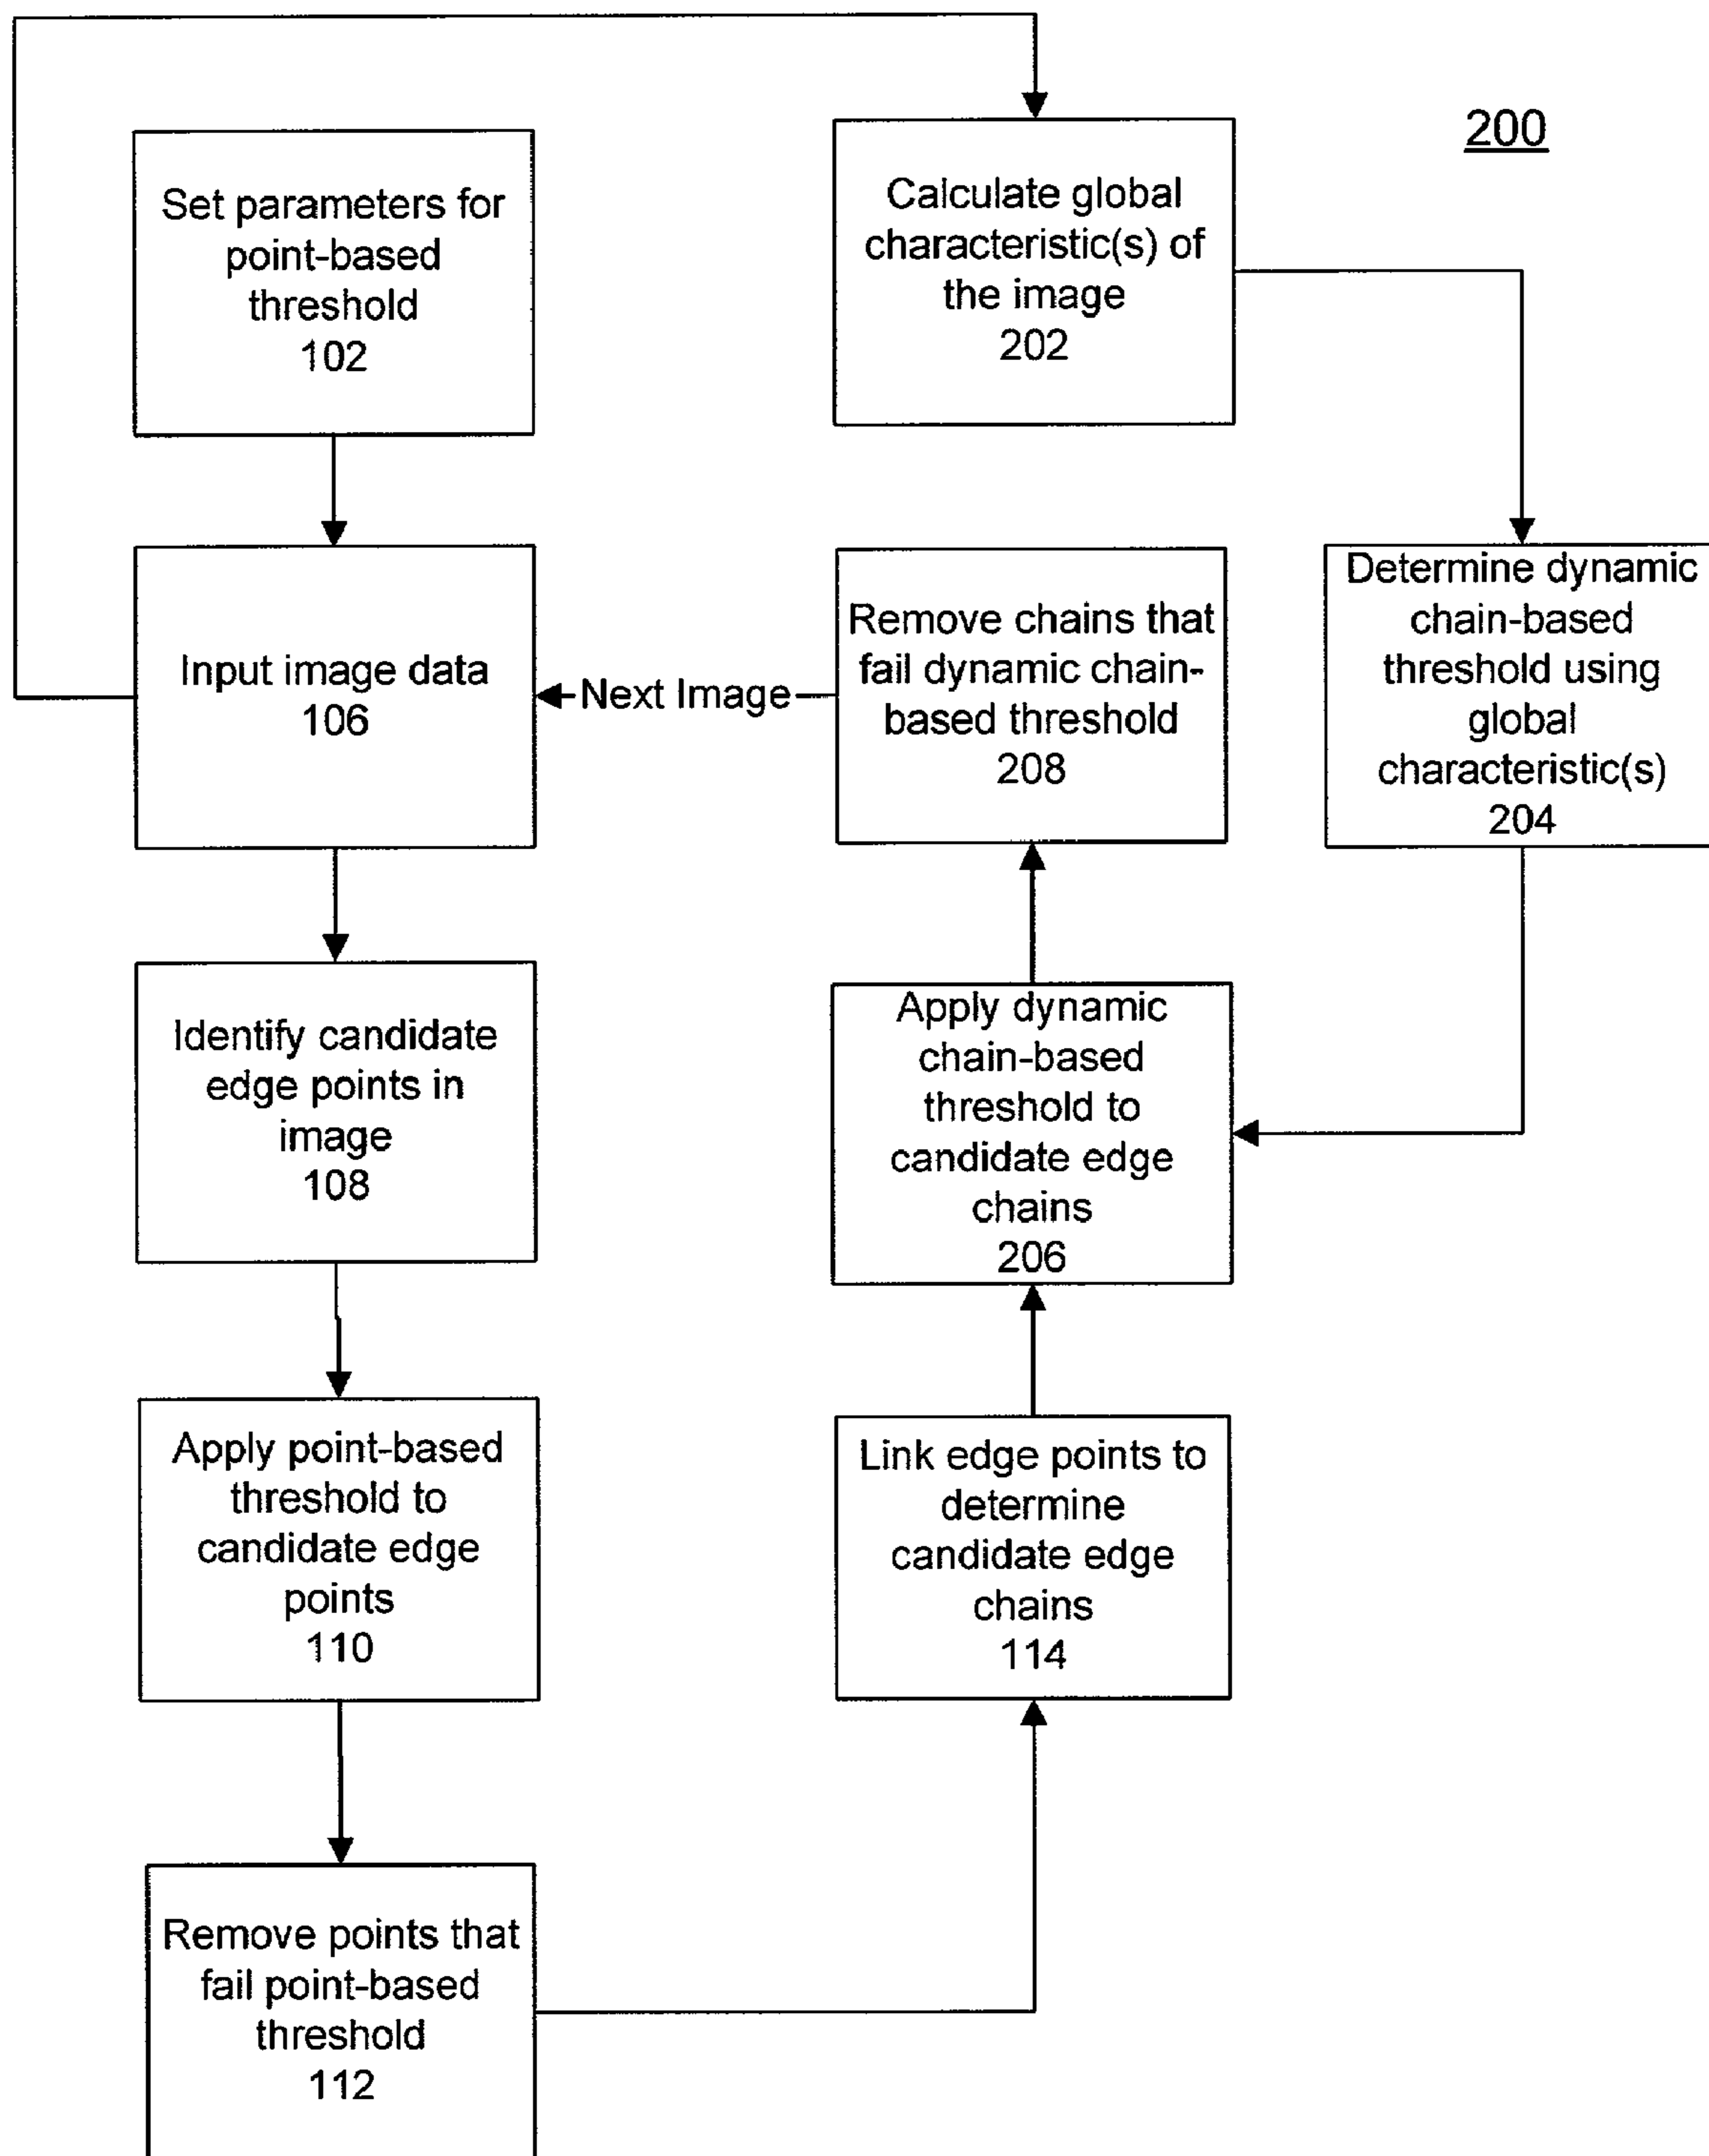 200
Set parameters for
point-based
threshold
102
Calculate global
characteristic(s) of
the image
202
Input image data
106
Next Image
Remove chains that
fail dynamic chain-
based threshold
208
Determine dynamic
chain-based
threshold using
global
characteristic(s)
204
Identify candidate
edge points in
image
108
Apply dynamic
chain-based
threshold to
candidate edge
chains
206
Apply point-based
threshold to
candidate edge
points
110
Link edge points to
determine
candidate edge
chains
114
Remove points that
fail point-based
threshold
112